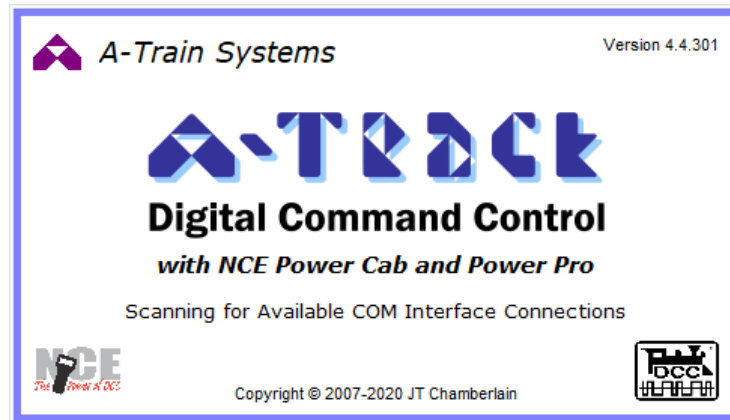 A-Train Systems
Version 4.4.301
A-Track
Digital Command Control
with NCE Power Cab and Power Pro
Scanning for Available COM Interface Connections
NCE
The Power of DCC
DCC
Copyright © 2007-2020 JT Chamberlain